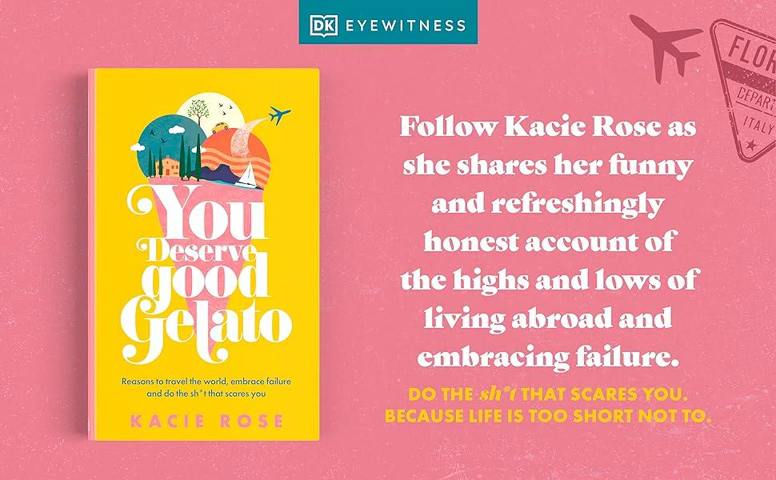 DK EYEWITNESS
You
Deserve
good
Gelato
Reasons to travel the world, embrace failure
and do the sh*t that scares you
KACIE ROSE
Follow Kacie Rose as
she shares her funny
and refreshingly
honest account of
the highs and lows of
living abroad and
embracing failure.
DO THE sh*t THAT SCARES YOU.
BECAUSE LIFE IS TOO SHORT NOT TO.
ITALY